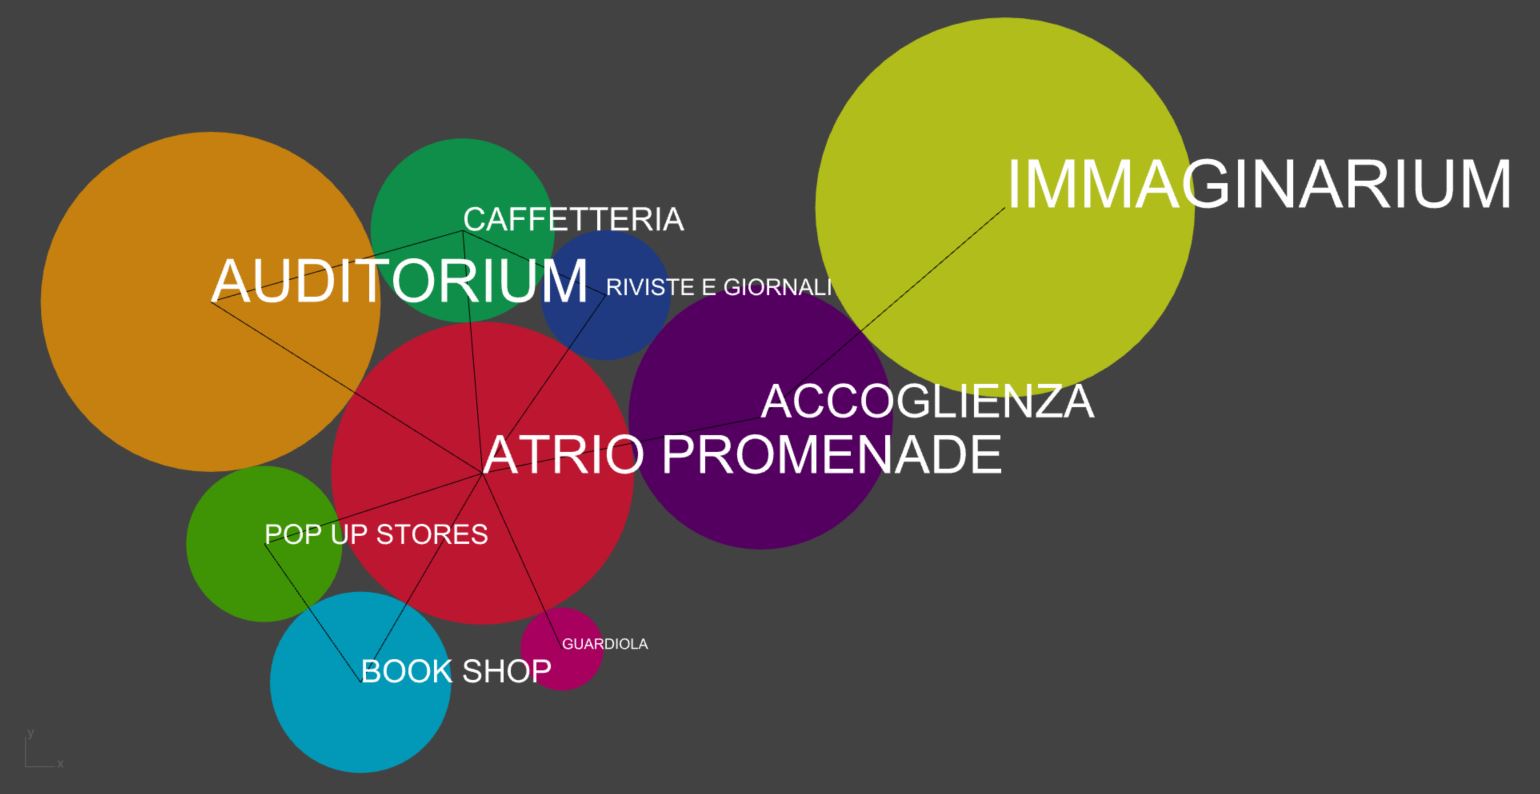 IMMAGINARIUM
CAFFETTERIA
AUDITORIUM
RIVISTE E GIORNALI
ACCOGLIENZA
ATRIO PROMENADE
POP UP STORES
GUARDIOLA
BOOK SHOP
y
x